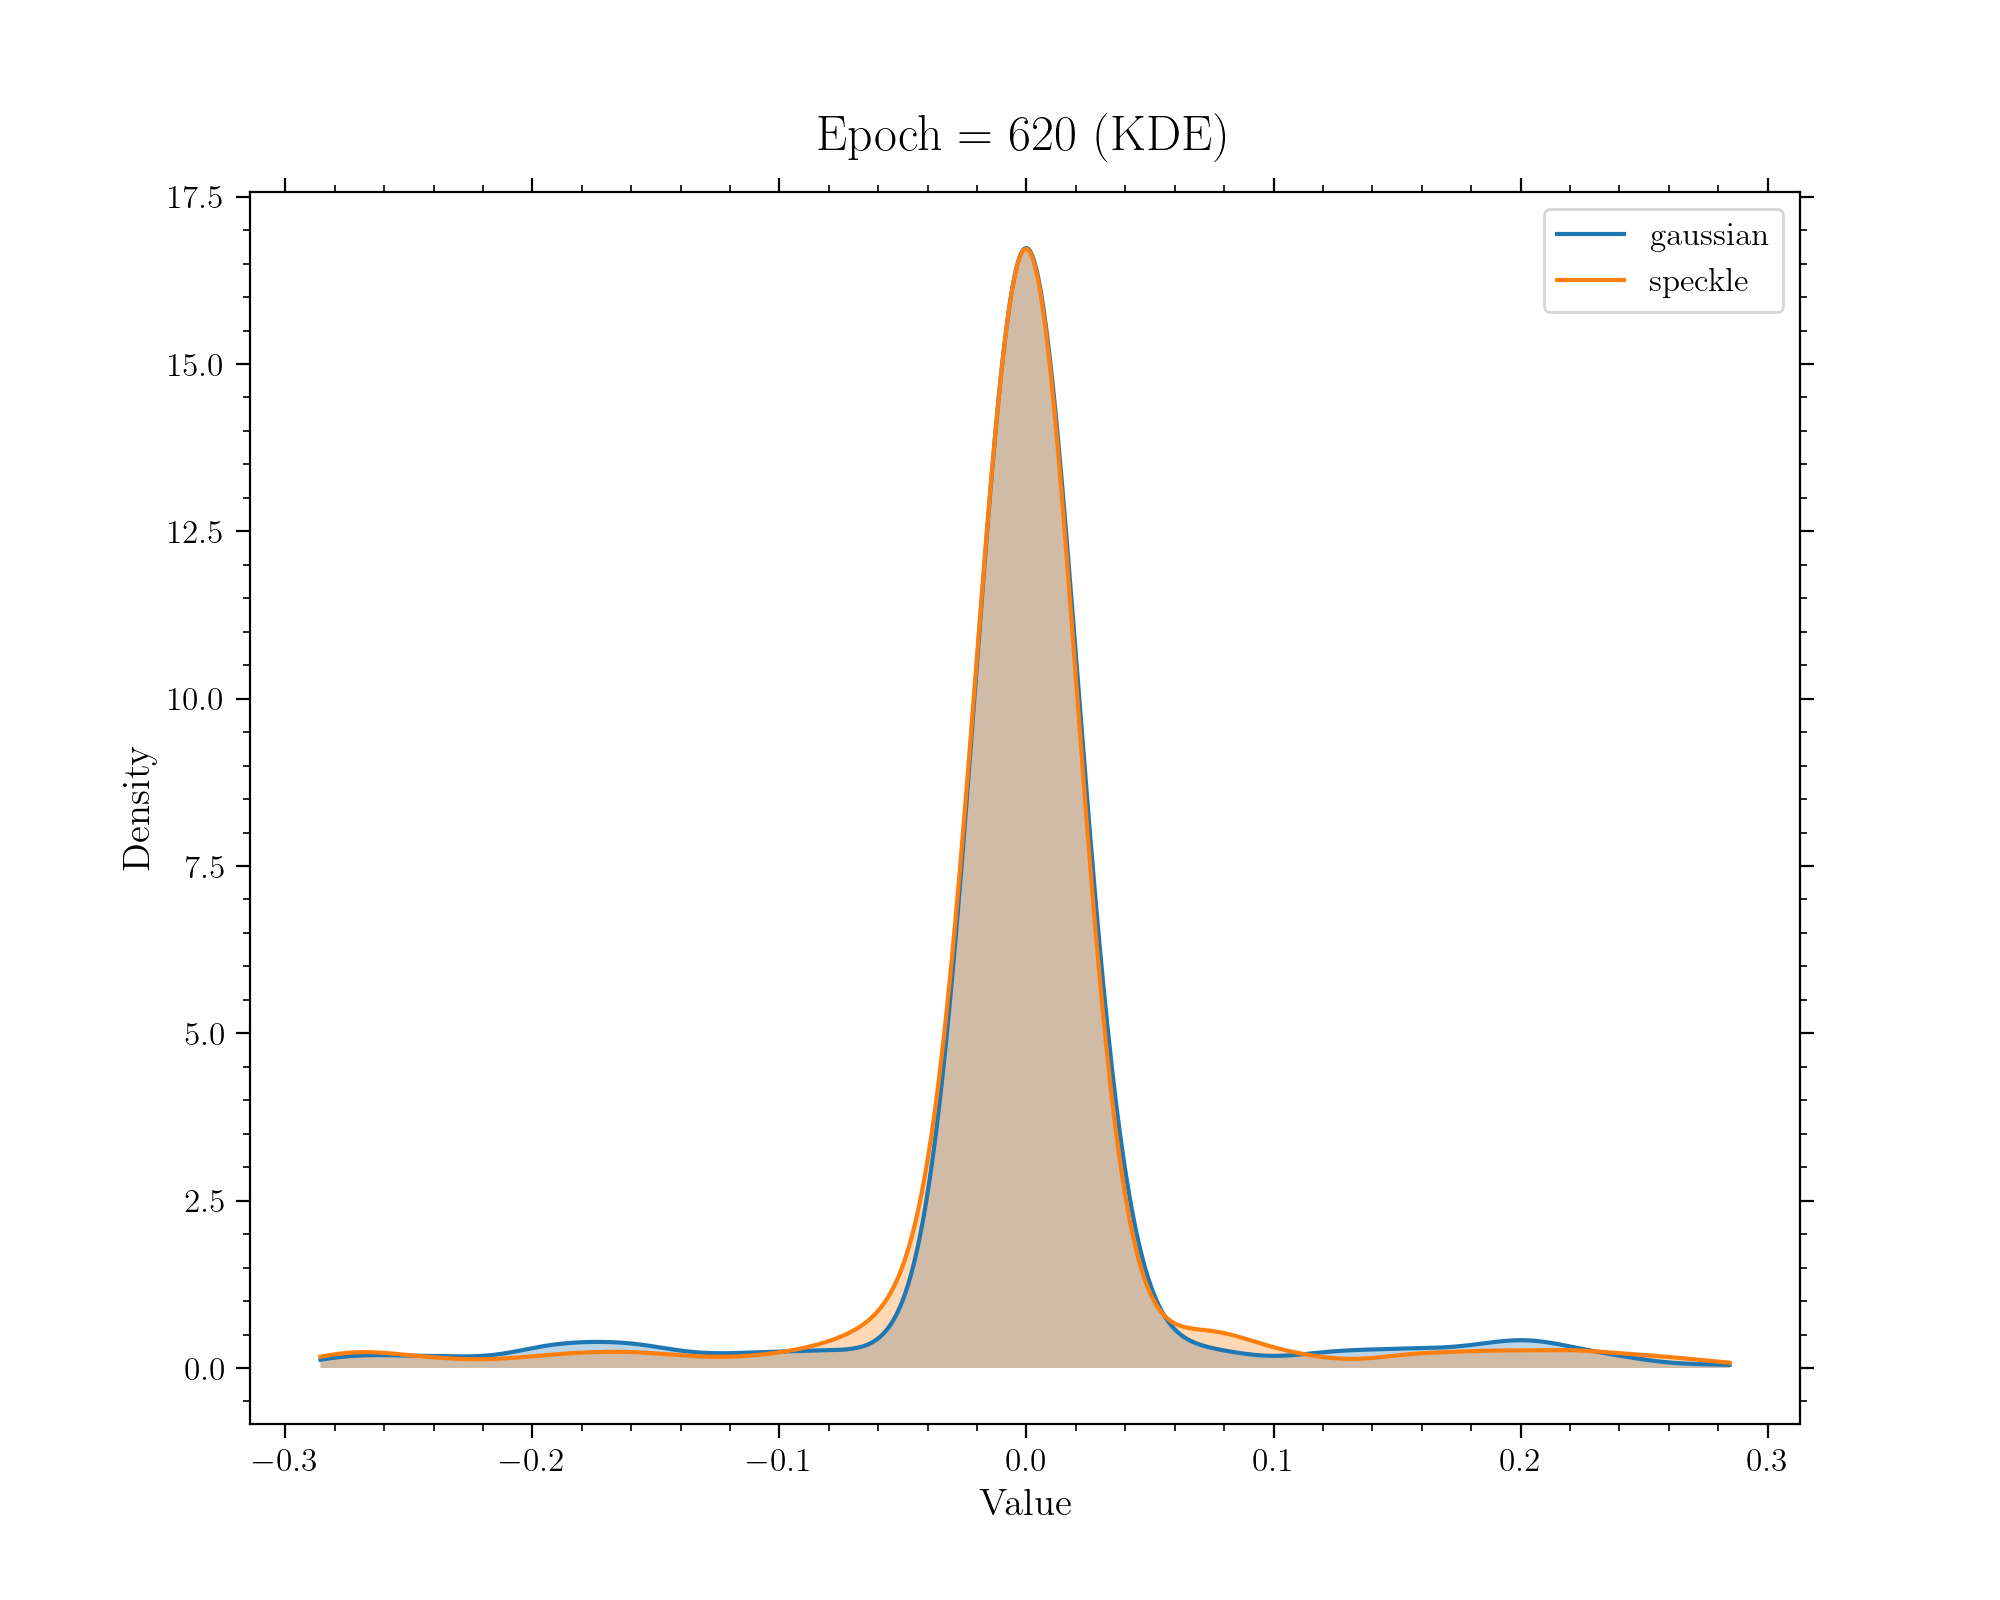 Epoch = 620 (KDE)
17.5
15.0
12.5
10.0
7.5
5.0
2.5
0.0
Density
−0.3 −0.2 −0.1 0.0 0.1 0.2 0.3
Value
gaussian
speckle